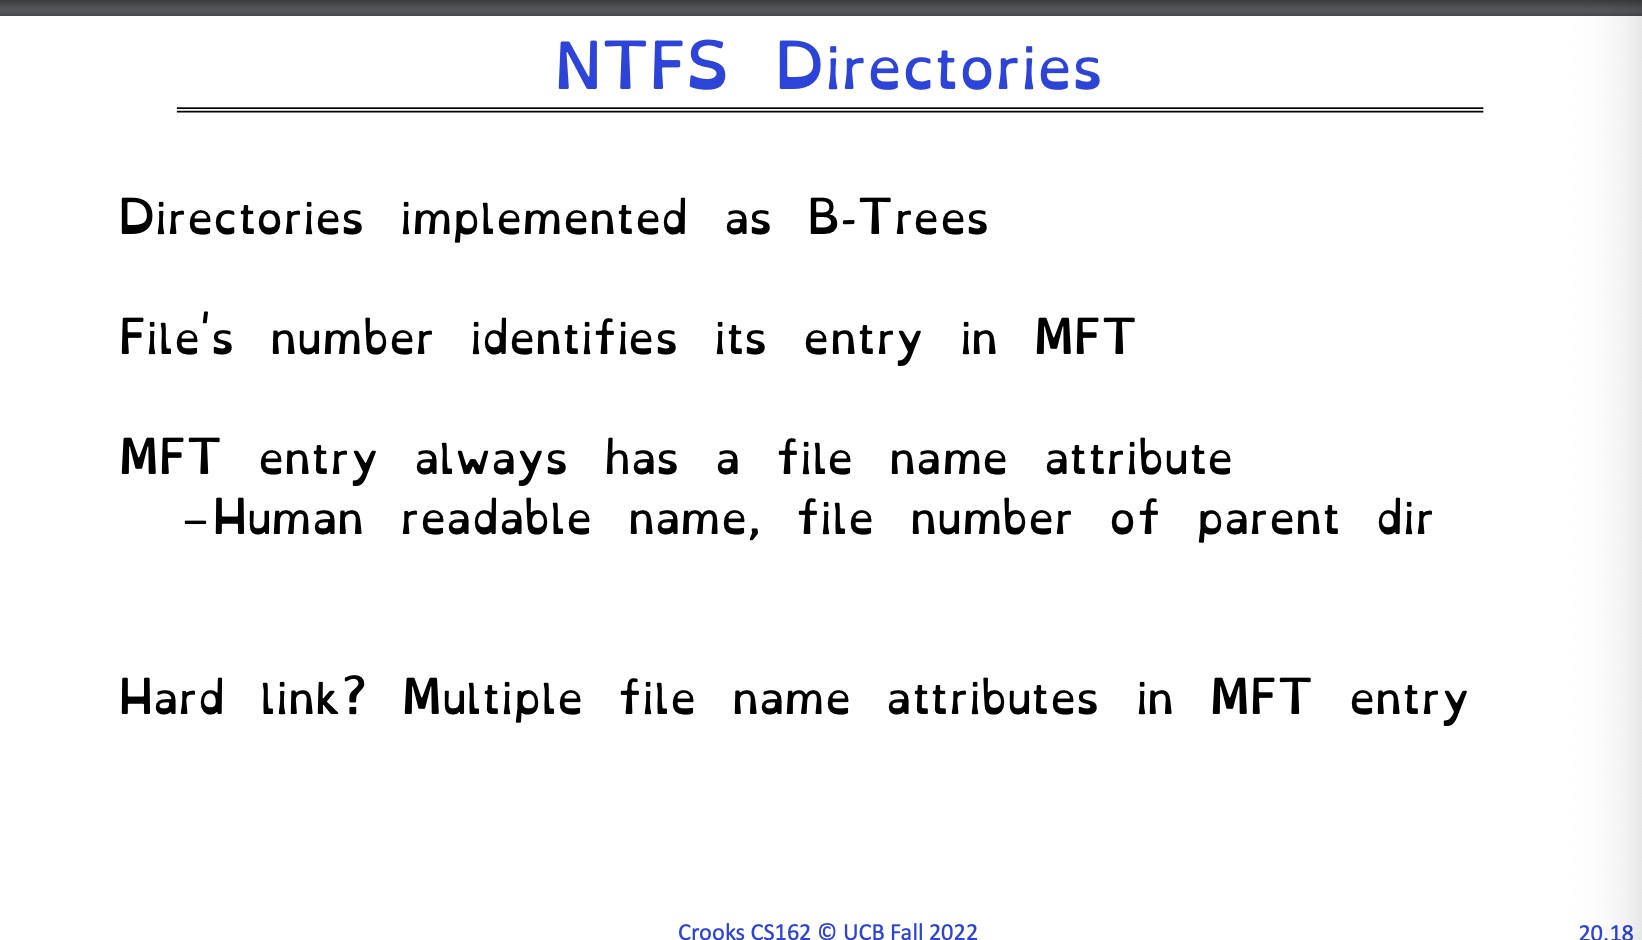 NTFS Directories
Directories implemented as B-Trees
File's number identifies its entry in MFT
MFT entry always has a file name attribute
–Human readable name, file number of parent dir
Hard link? Multiple file name attributes in MFT entry
Crooks CS162 © UCB Fall 2022
20.18